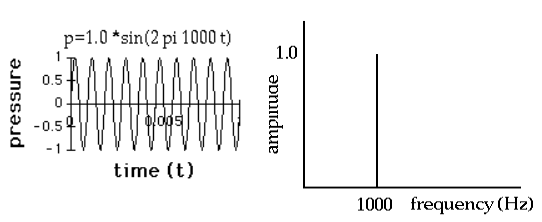 p=1.0 *sin(2 pi 1000 t)
pressure
1
0.5
0
-0.5
-1
0
0.005
time (t)
amplitude
1.0
1000 frequency (Hz)